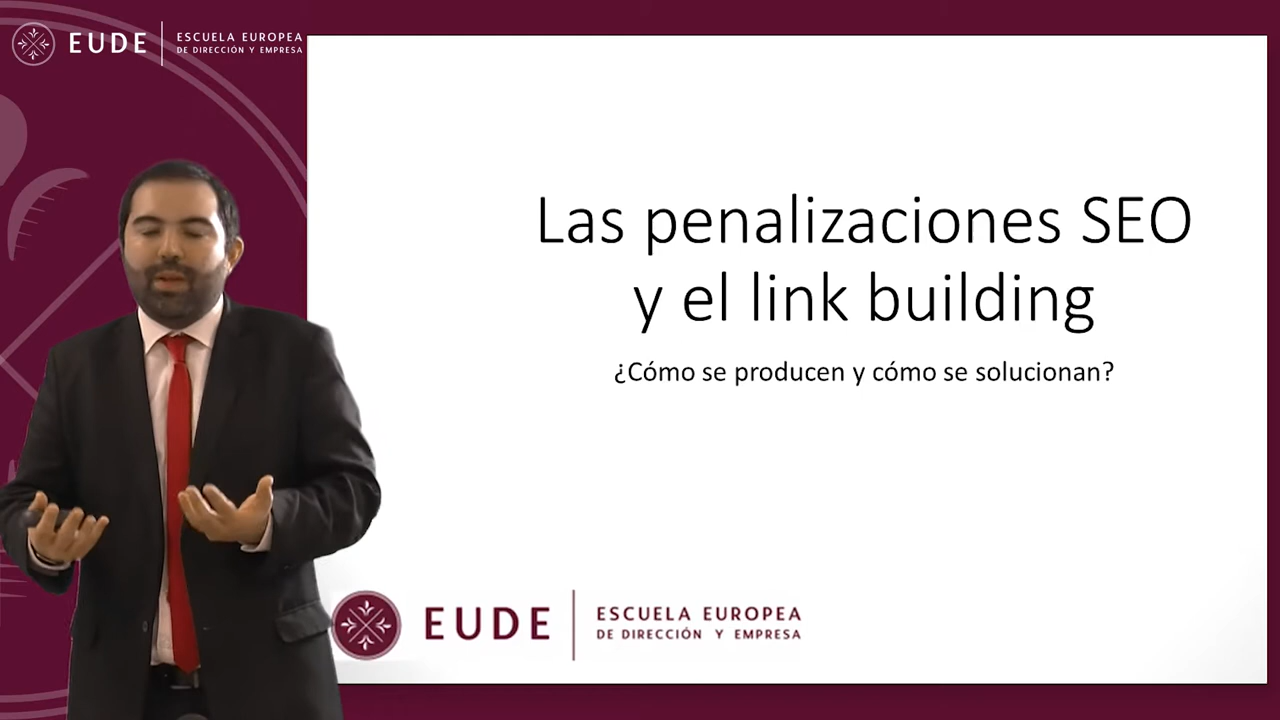 EUDE
ESCUELA EUROPEA
DE DIRECCIÓN Y EMPRESA
Las penalizaciones SEO
y el link building
¿Cómo se producen y cómo se solucionan?
EUDE
ESCUELA EUROPEA
DE DIRECCIÓN Y EMPRESA